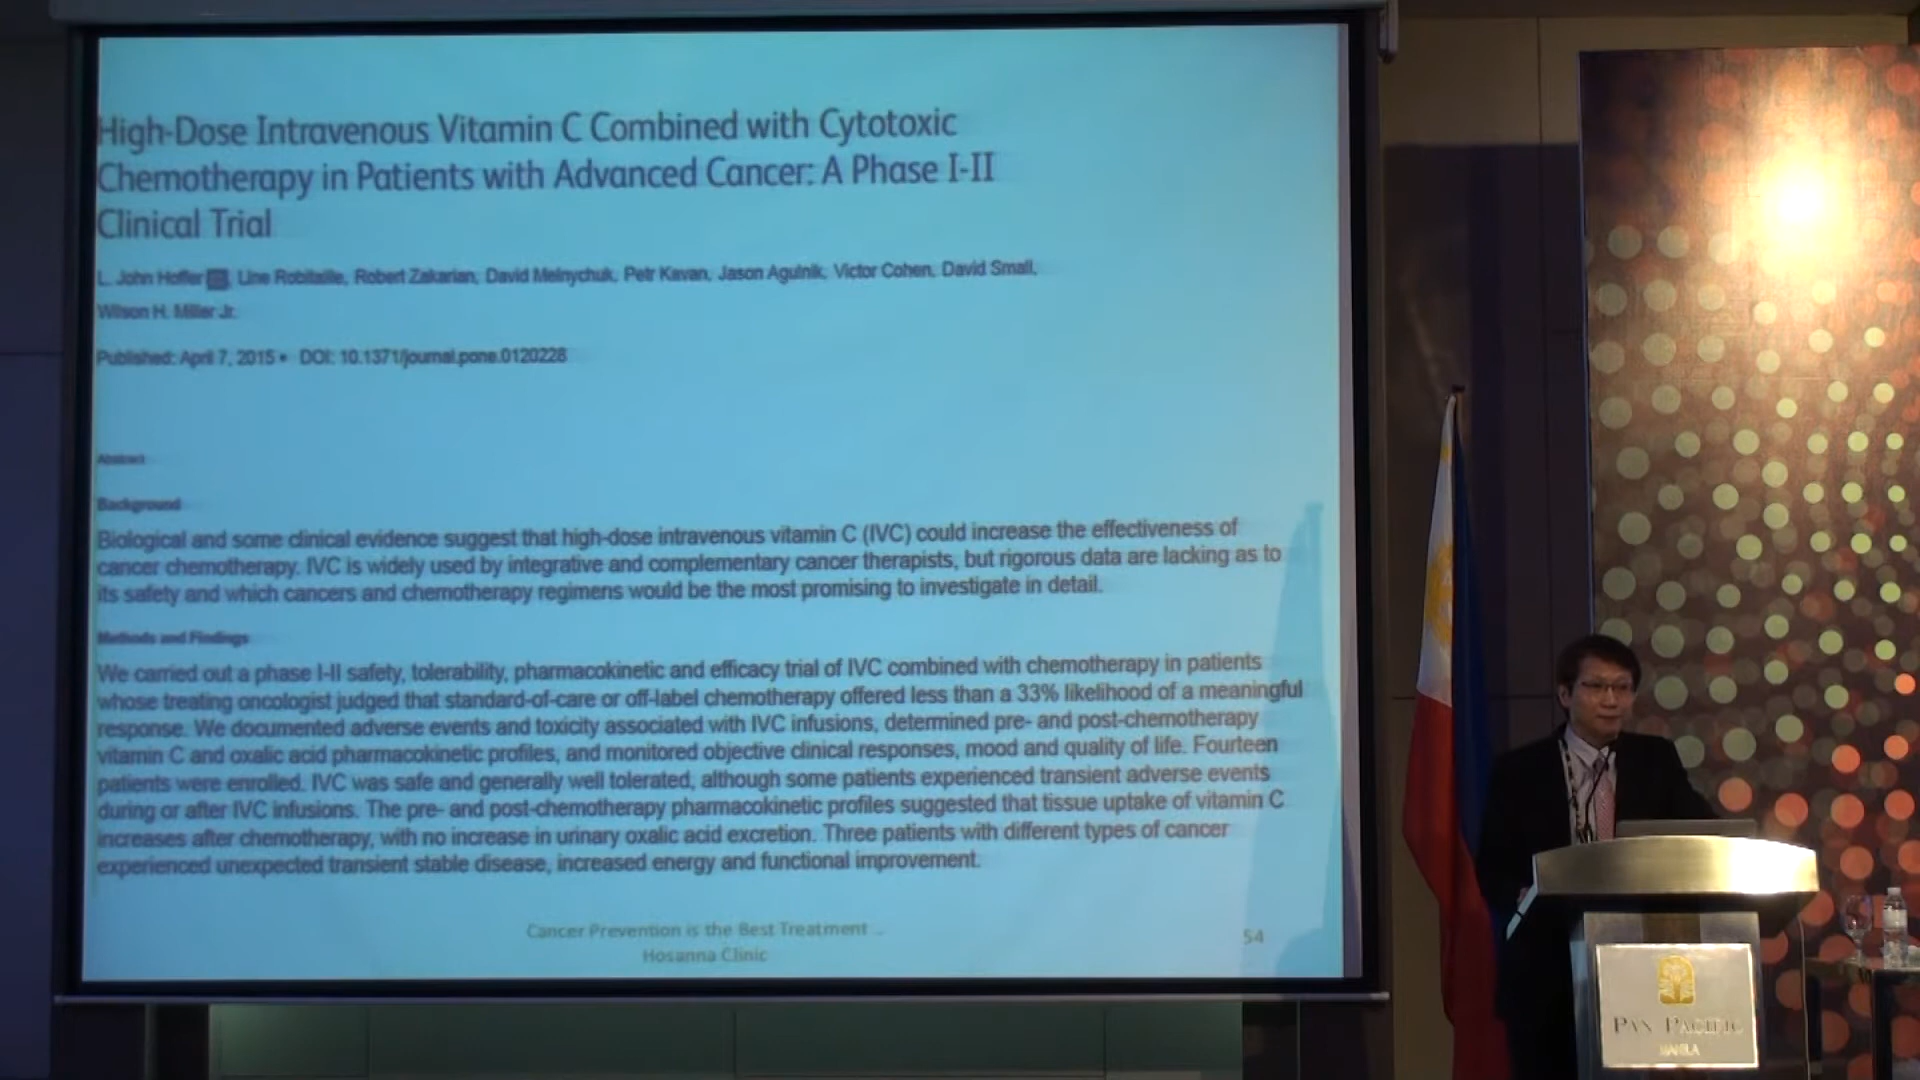 High-Dose Intravenous Vitamin C Combined with Cytotoxic
Chemotherapy in Patients with Advanced Cancer: A Phase I-II
Clinical Trial
L. John Hoffer, Line Robitaille, Robert Zakarian, David Melnychuk, Petr Kavan, Jason Agulnik, Victor Cohen, David Small,
Wilson H. Miller Jr.
Published: April 7, 2015 • DOI: 10.1371/journal.pone.0120228
Abstract
Background
Biological and some clinical evidence suggest that high-dose intravenous vitamin C (IVC) could increase the effectiveness of
cancer chemotherapy. IVC is widely used by integrative and complementary cancer therapists, but rigorous data are lacking as to
its safety and which cancers and chemotherapy regimens would be the most promising to investigate in detail.
Methods and Findings
We carried out a phase I-II safety, tolerability, pharmacokinetic and efficacy trial of IVC combined with chemotherapy in patients
whose treating oncologist judged that standard-of-care or off-label chemotherapy offered less than a 33% likelihood of a meaningful
response. We documented adverse events and toxicity associated with IVC infusions, determined pre- and post-chemotherapy
vitamin C and oxalic acid pharmacokinetic profiles, and monitored objective clinical responses, mood and quality of life. Fourteen
patients were enrolled. IVC was safe and generally well tolerated, although some patients experienced transient adverse events
during or after IVC infusions. The pre- and post-chemotherapy pharmacokinetic profiles suggested that tissue uptake of vitamin C
increases after chemotherapy, with no increase in urinary oxalic acid excretion. Three patients with different types of cancer
experienced unexpected transient stable disease, increased energy and functional improvement.
Cancer Prevention is the Best Treatment ..
Hosanna Clinic
54
PAN PACIFIC
MANILA